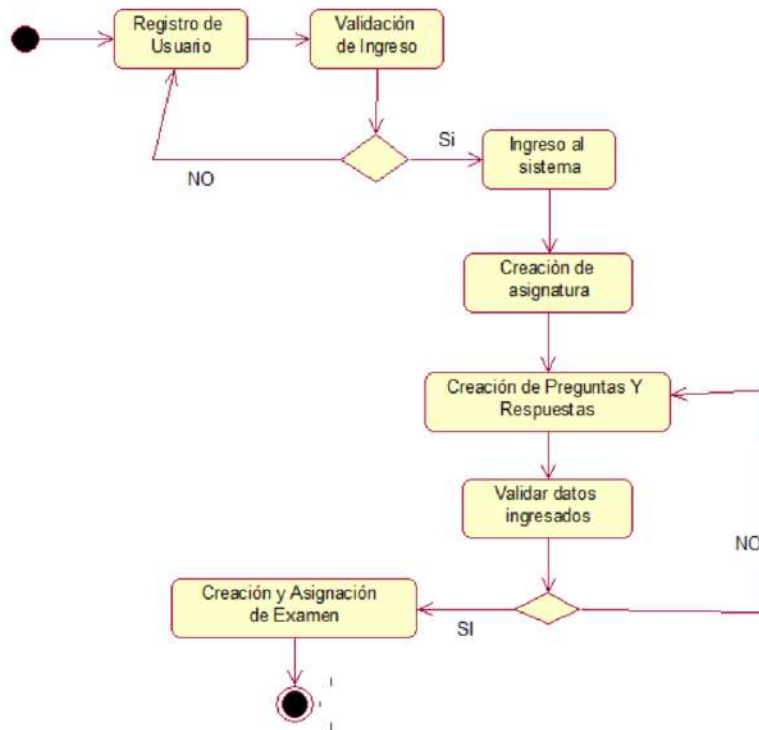 Registro de
Usuario
Validación
de Ingreso
Si
NO
Ingreso al
sistema
Creación de
asignatura
Creación de Preguntas Y
Respuestas
Validar datos
ingresados
NO
Creación y Asignación
de Examen
SI